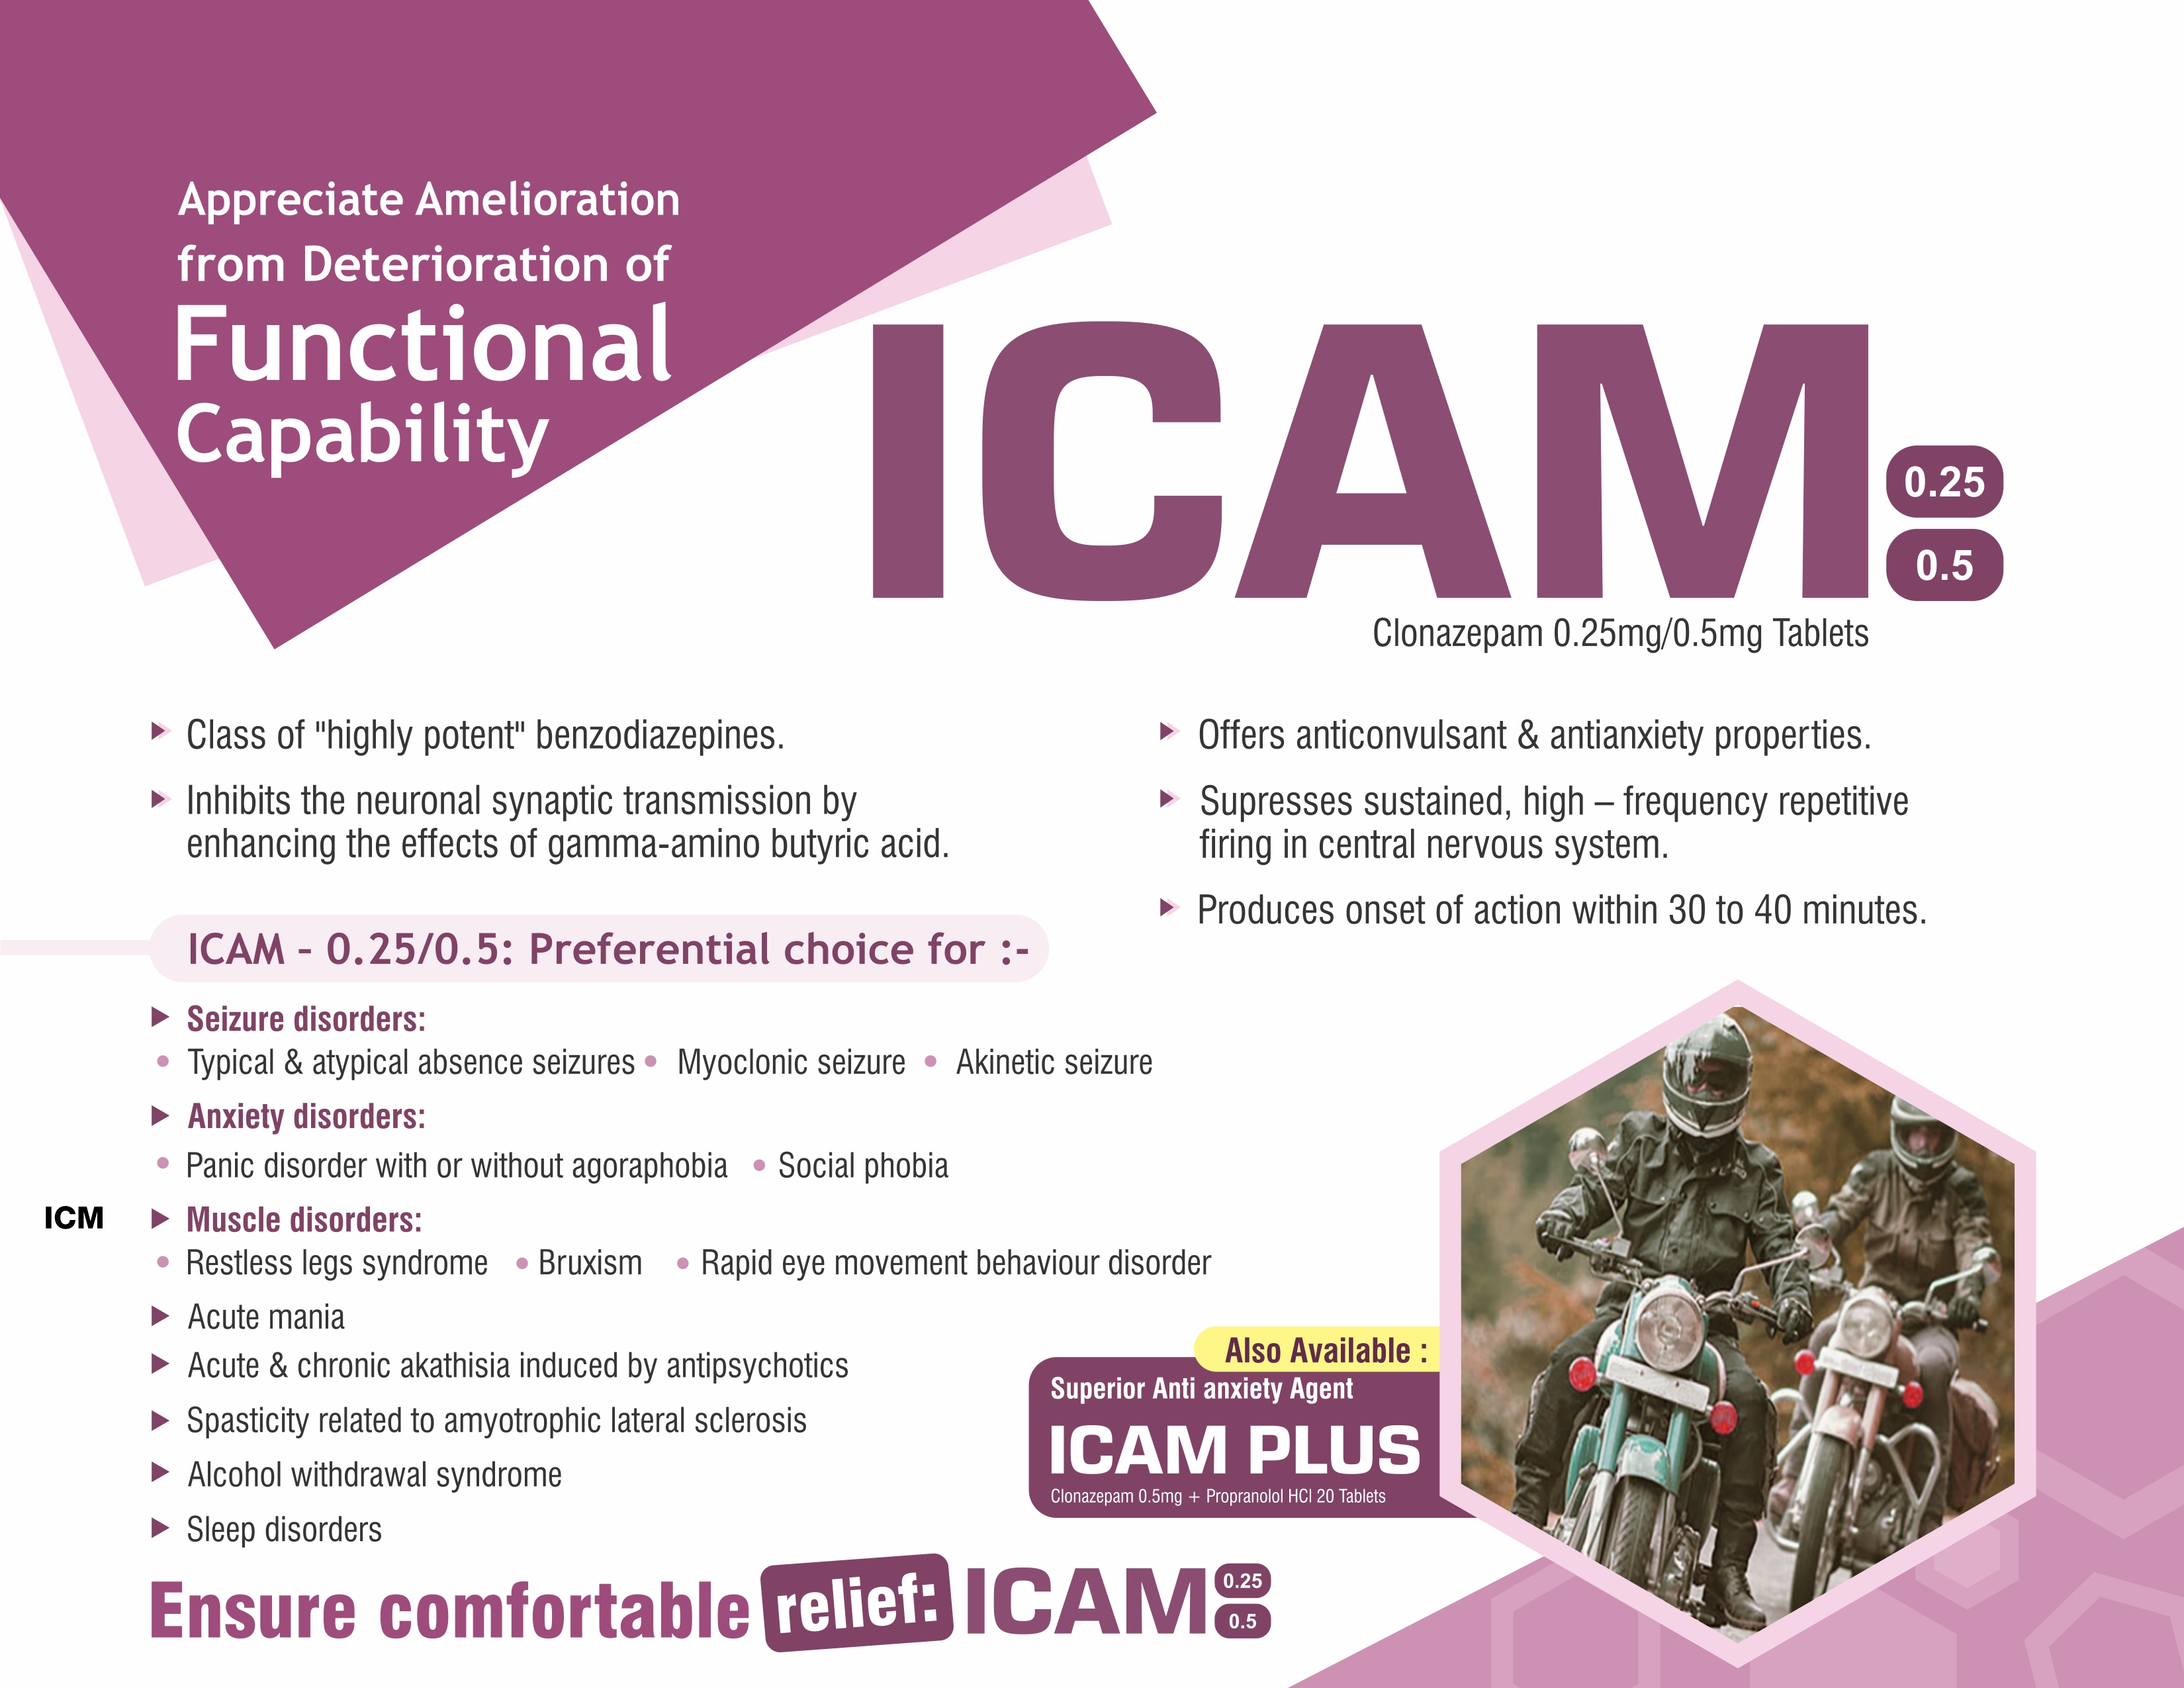 Appreciate Amelioration
from Deterioration of
Functional
Capability
ICAM
0.25
0.5
Clonazepam 0.25mg/0.5mg Tablets
Class of "highly potent" benzodiazepines.
Inhibits the neuronal synaptic transmission by
enhancing the effects of gamma-amino butyric acid.
Offers anticonvulsant & antianxiety properties.
Supresses sustained, high – frequency repetitive
firing in central nervous system.
Produces onset of action within 30 to 40 minutes.
ICAM – 0.25/0.5: Preferential choice for :-
Seizure disorders:
• Typical & atypical absence seizures • Myoclonic seizure • Akinetic seizure
Anxiety disorders:
• Panic disorder with or without agoraphobia • Social phobia
ICM
Muscle disorders:
• Restless legs syndrome • Bruxism • Rapid eye movement behaviour disorder
Acute mania
Acute & chronic akathisia induced by antipsychotics
Spasticity related to amyotrophic lateral sclerosis
Alcohol withdrawal syndrome
Sleep disorders
Also Available :
Superior Anti anxiety Agent
ICAM PLUS
Clonazepam 0.5mg + Propranolol HCl 20 Tablets
Ensure comfortable relief: ICAM 0.25
0.5